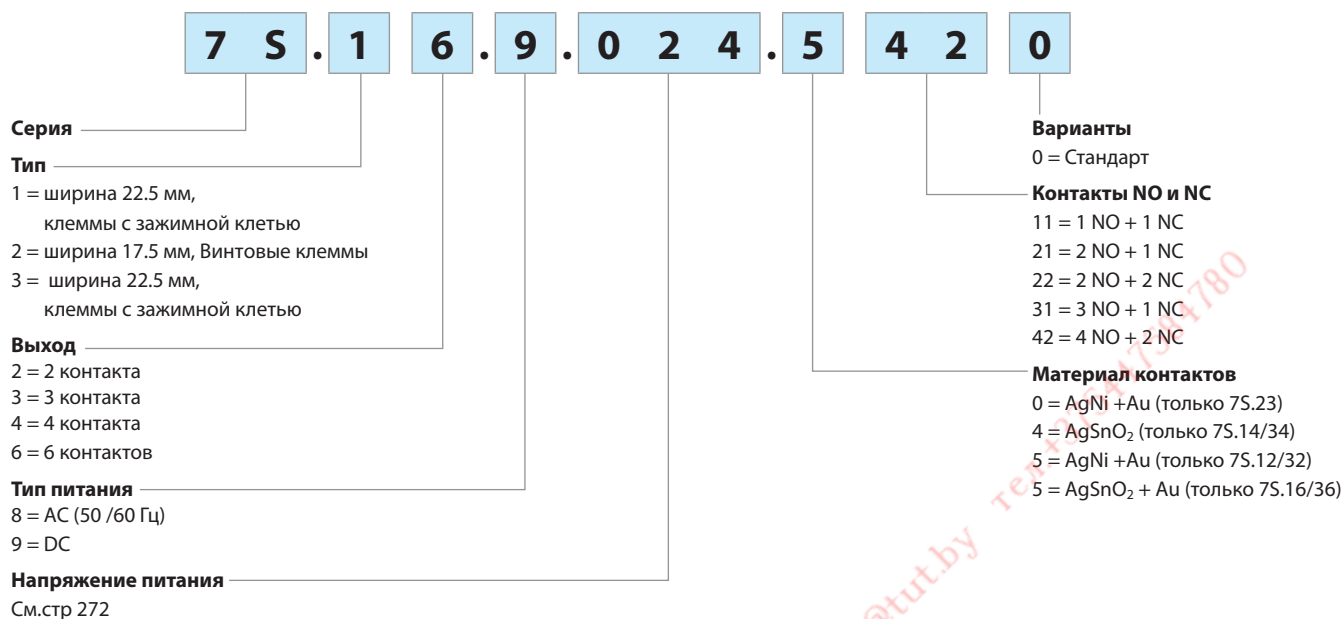 7 S . 1 6 . 9 . 0 2 4 . 5 4 2 0
Серия
Тип
1 = ширина 22.5 мм,
клеммы с зажимной клетью
2 = ширина 17.5 мм, Винтовые клеммы
3 = ширина 22.5 мм,
клеммы с зажимной клетью
Выход
2 = 2 контакта
3 = 3 контакта
4 = 4 контакта
6 = 6 контактов
Тип питания
8 = AC (50 /60 Гц)
9 = DC
Напряжение питания
См.стр 272
Варианты
0 = Стандарт
Контакты NO и NC
11 = 1 NO + 1 NC
21 = 2 NO + 1 NC
22 = 2 NO + 2 NC
31 = 3 NO + 1 NC
42 = 4 NO + 2 NC
Материал контактов
0 = AgNi +Au (только 7S.23)
4 = AgSnO₂ (только 7S.14/34)
5 = AgNi +Au (только 7S.12/32)
5 = AgSnO₂ + Au (только 7S.16/36)